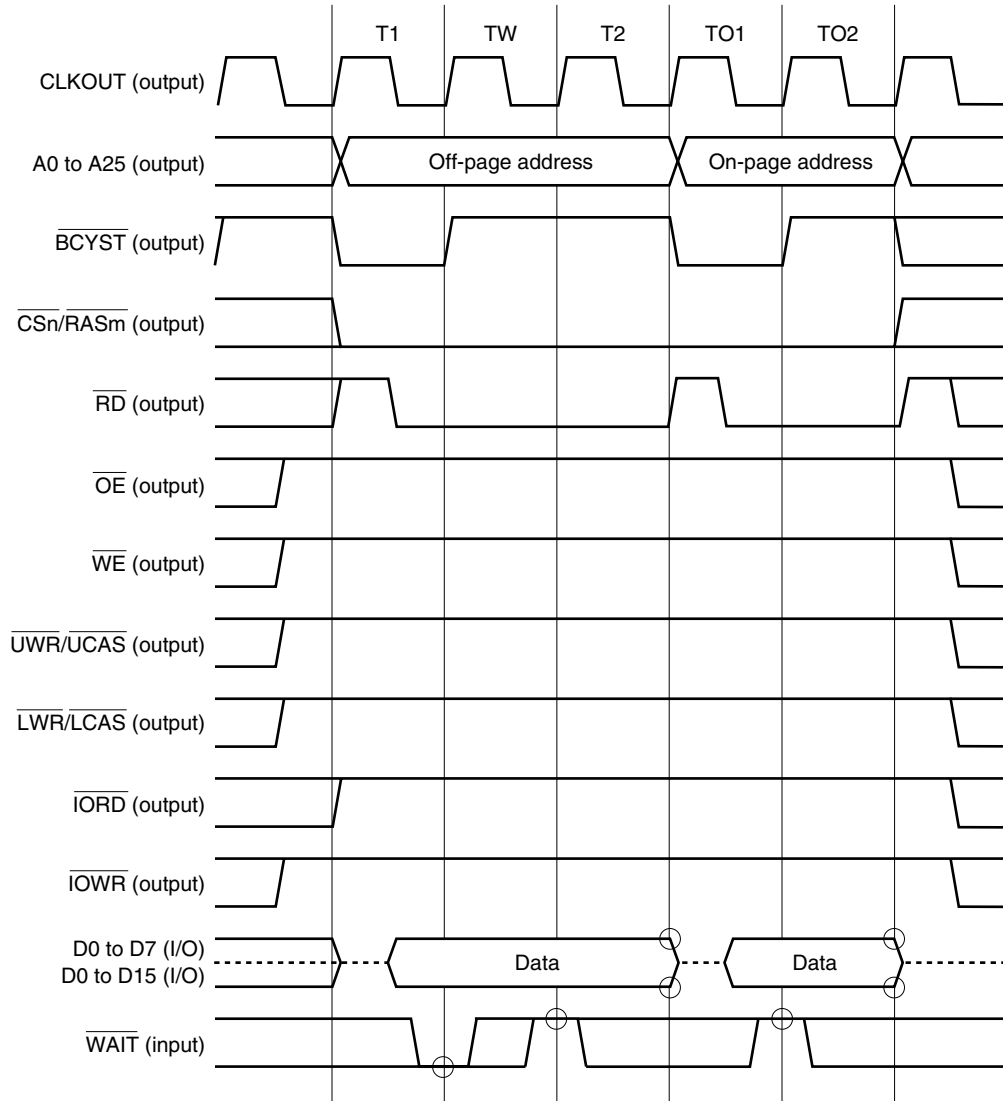 T1 TW T2 TO1 TO2
CLKOUT (output)
A0 to A25 (output) Off-page address On-page address
BCYST (output)
CSn/RASm (output)
RD (output)
OE (output)
WE (output)
UWR/UCAS (output)
LWR/LCAS (output)
IORD (output)
IOWR (output)
D0 to D7 (I/O)
D0 to D15 (I/O)
Data Data
WAIT (input)